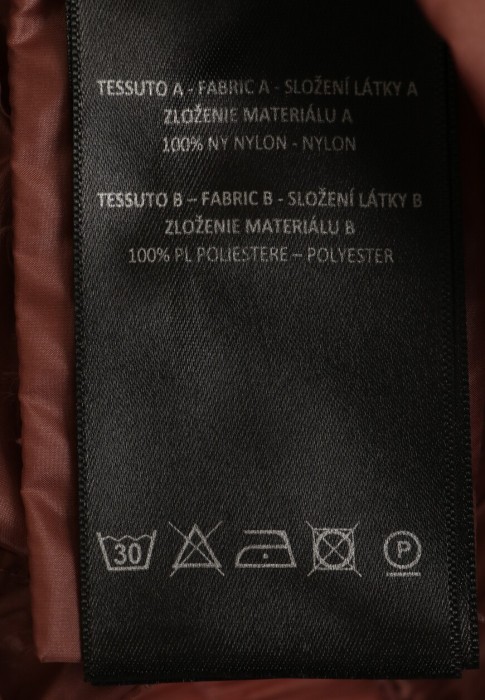 TESSUTO A - FABRIC A - SLOŽENÍ LÁTKY A
ZLOŽENIE MATERIÁLU A
100% NY NYLON - NYLON
TESSUTO B – FABRIC B - SLOŽENÍ LÁTKY B
ZLOŽENIE MATERIÁLU B
100% PL POLIESTERE – POLYESTER
30 P